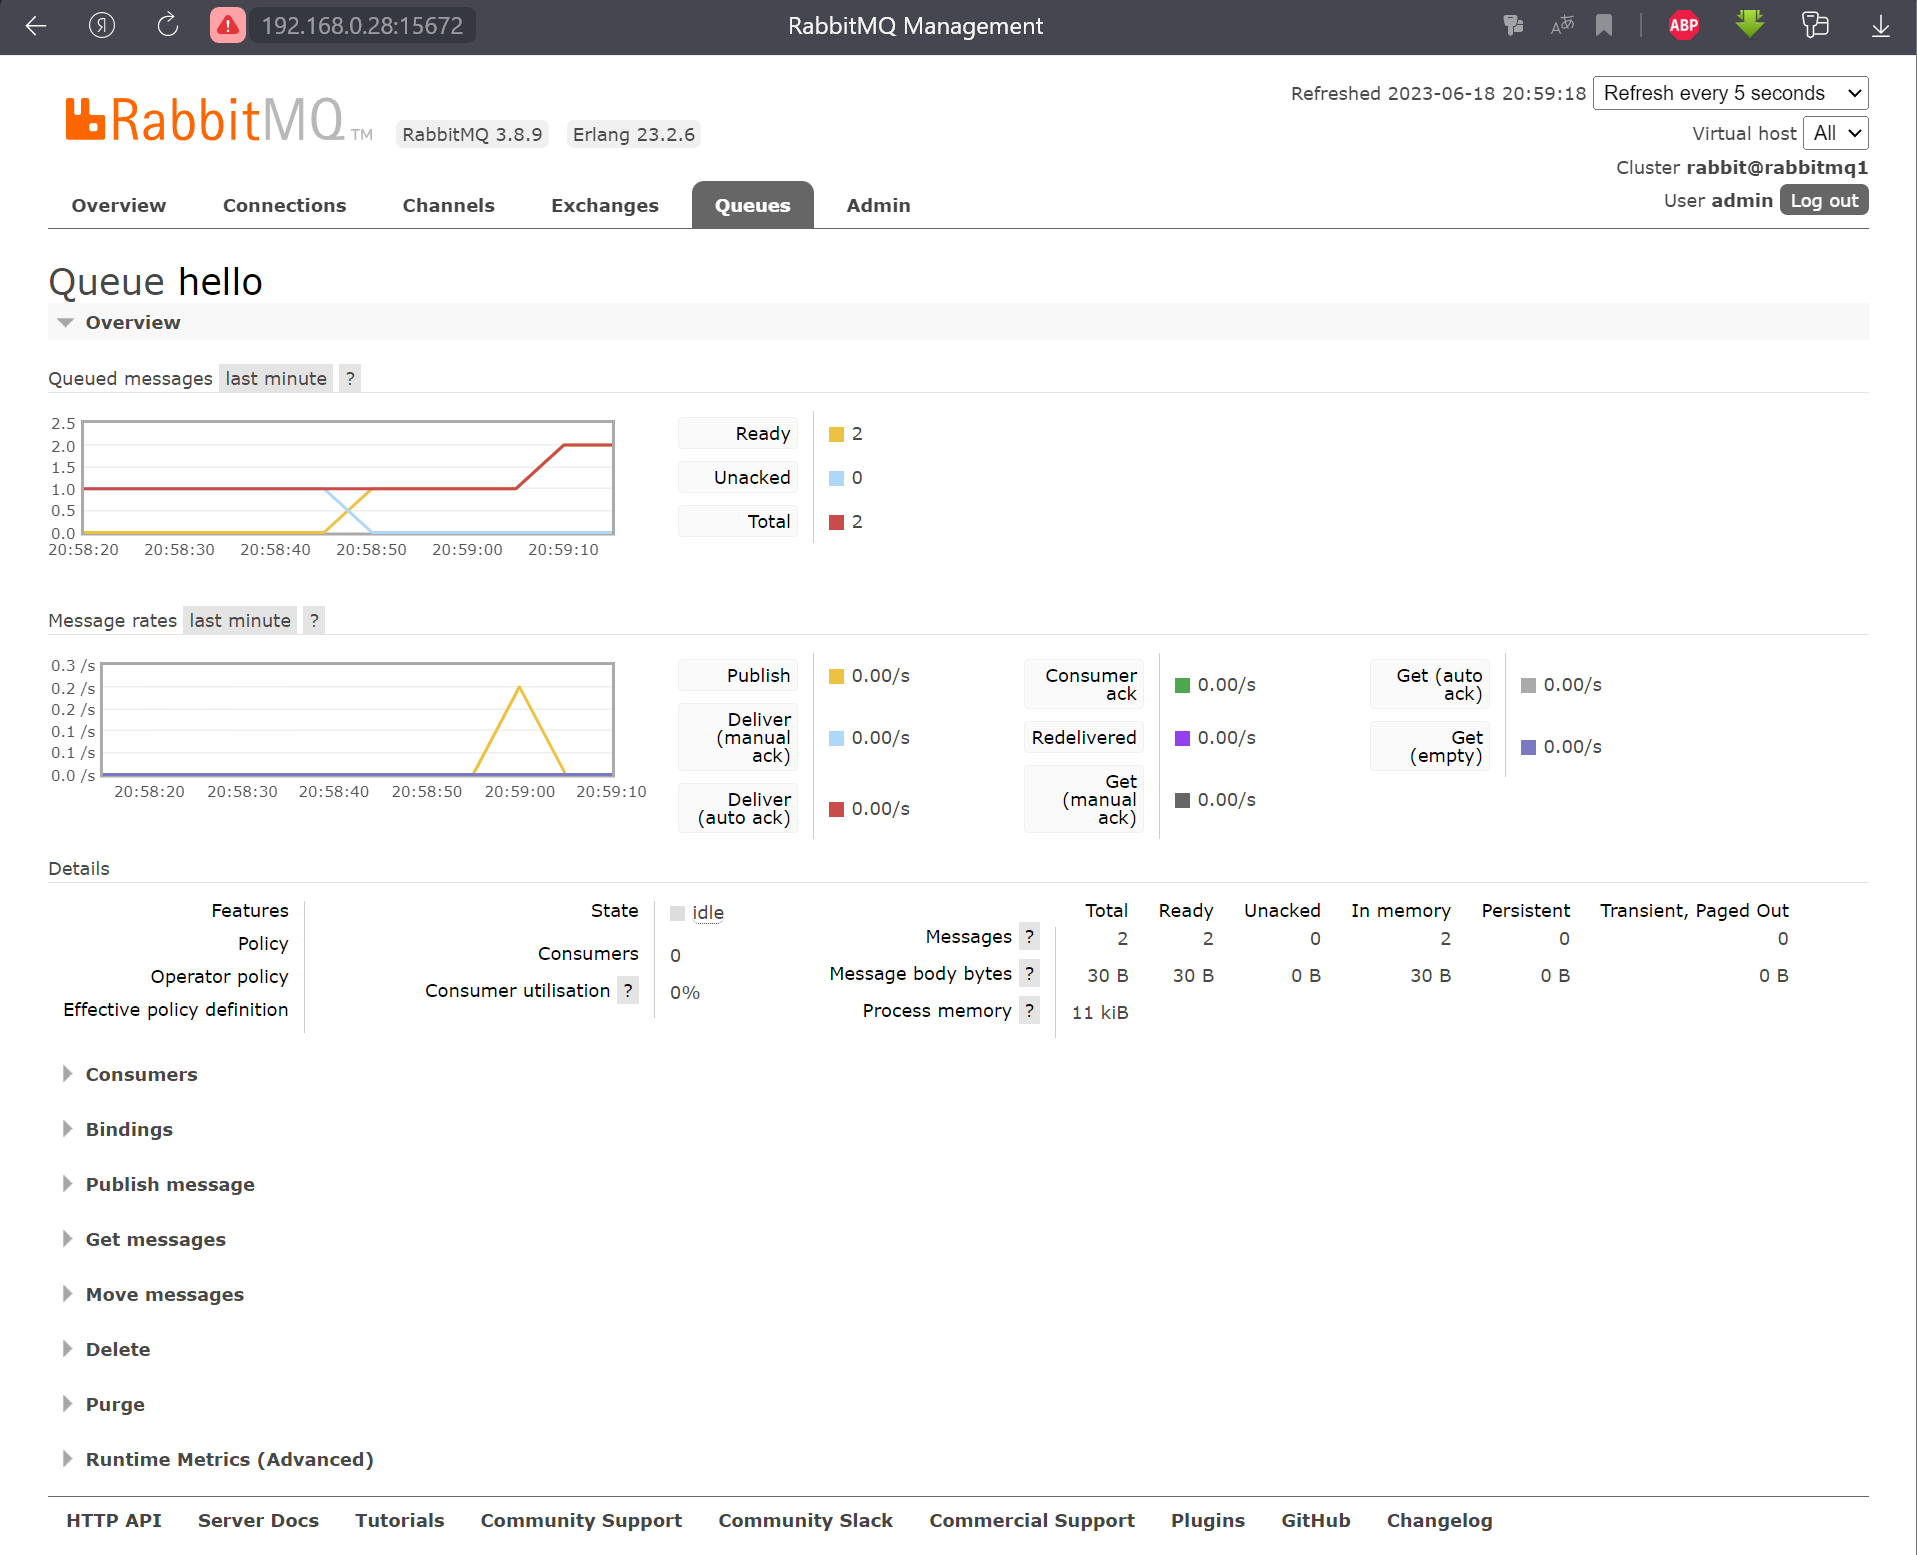 192.168.0.28:15672
RabbitMQ Management
ABP
Refreshed 2023-06-18 20:59:18 Refresh every 5 seconds
RabbitMQ TM RabbitMQ 3.8.9 Erlang 23.2.6
Virtual host All
Cluster rabbit@rabbitmq1
User admin Log out
Overview Connections Channels Exchanges Queues Admin
Queue hello
Overview
Queued messages last minute ?
2.5
2.0
1.5
1.0
0.5
0.0
20:58:20 20:58:30 20:58:40 20:58:50 20:59:00 20:59:10
Ready 2
Unacked 0
Total 2
Message rates last minute ?
0.3 /s
0.2 /s
0.2 /s
0.1 /s
0.1 /s
0.0 /s
20:58:20 20:58:30 20:58:40 20:58:50 20:59:00 20:59:10
Publish 0.00/s
Deliver
(manual 0.00/s
ack)
Deliver
(auto ack) 0.00/s
Consumer
ack 0.00/s
Redelivered 0.00/s
Get
(manual 0.00/s
ack)
Get (auto
ack) 0.00/s
Get
(empty) 0.00/s
Details
Features
Policy
Operator policy
Effective policy definition
State idle
Consumers 0
Consumer utilisation ? 0%
Total Ready Unacked In memory Persistent Transient, Paged Out
Messages ? 2 2 0 2 0 0
Message body bytes ? 30 B 30 B 0 B 30 B 0 B 0 B
Process memory ? 11 kiB
Consumers
Bindings
Publish message
Get messages
Move messages
Delete
Purge
Runtime Metrics (Advanced)
HTTP API Server Docs Tutorials Community Support Community Slack Commercial Support Plugins GitHub Changelog